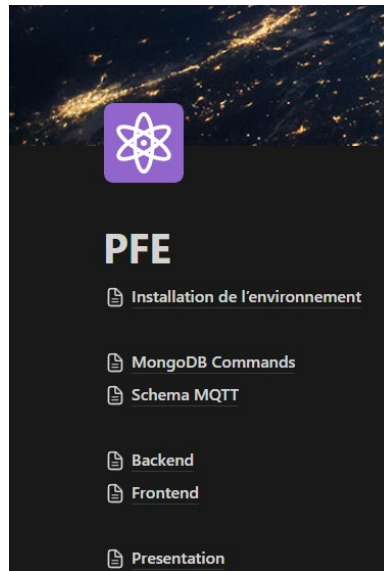 PFE
Installation de l'environnement
MongoDB Commands
Schema MQTT
Backend
Frontend
Presentation